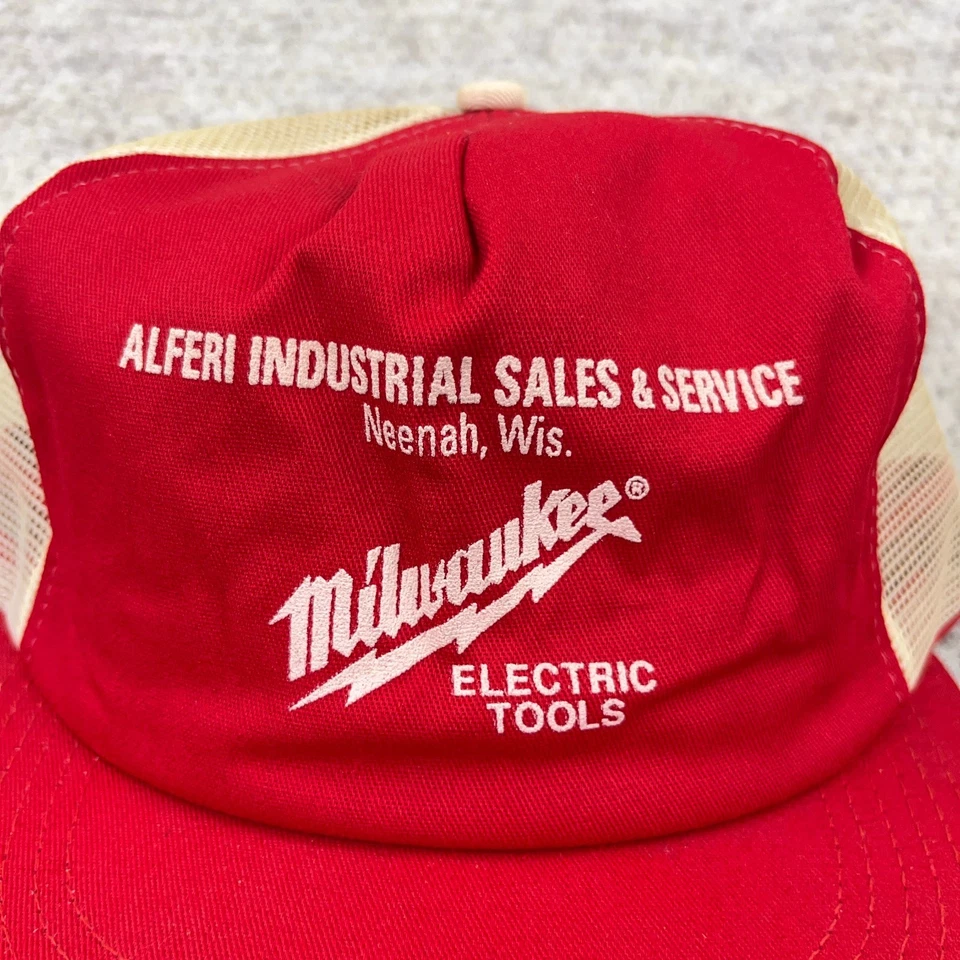 ALFERI INDUSTRIAL SALES & SERVICE
Neenah, Wis.
Milwaukee®
ELECTRIC
TOOLS